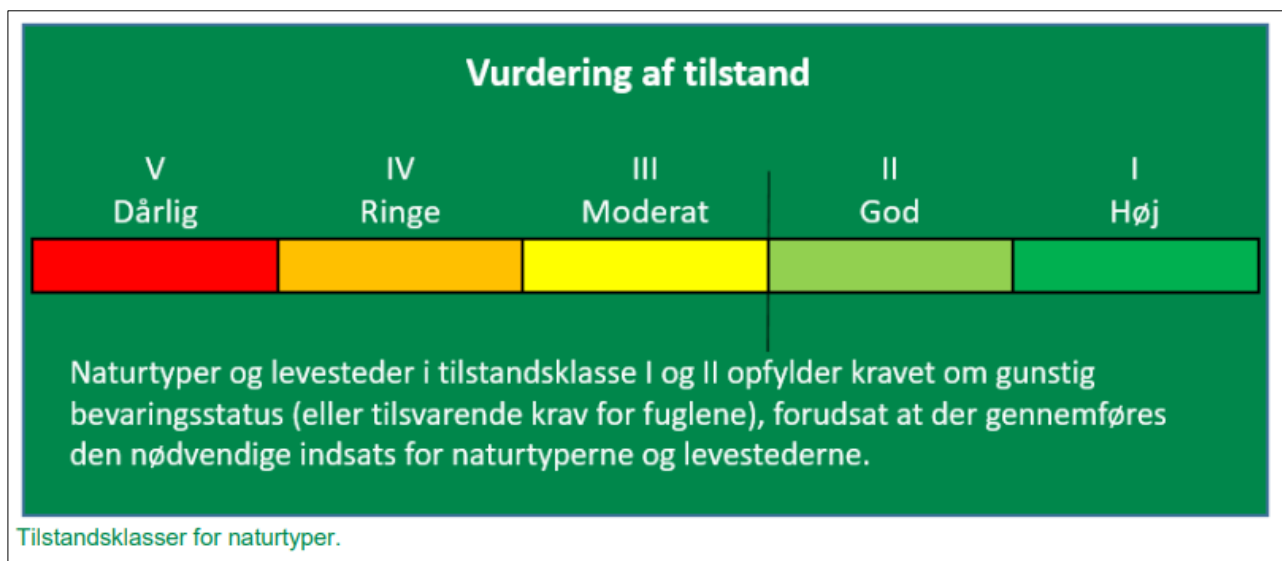 Vurdering af tilstand
V IV III II I
Dårlig Ringe Moderat God Høj
Naturtyper og levesteder i tilstandsklasse I og II opfylder kravet om gunstig
bevaringsstatus (eller tilsvarende krav for fuglene), forudsat at der gennemføres
den nødvendige indsats for naturtyperne og levestederne.
Tilstandsklasser for naturtyper.